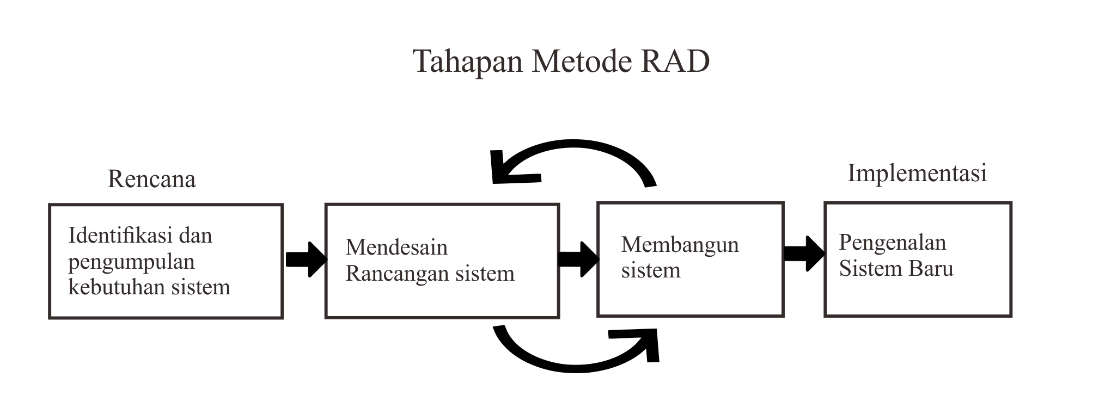 Tahapan Metode RAD
Rencana
Implementasi
Identifikasi dan
pengumpulan
kebutuhan sistem
Mendesain
Rancangan sistem
Membangun
sistem
Pengenalan
Sistem Baru